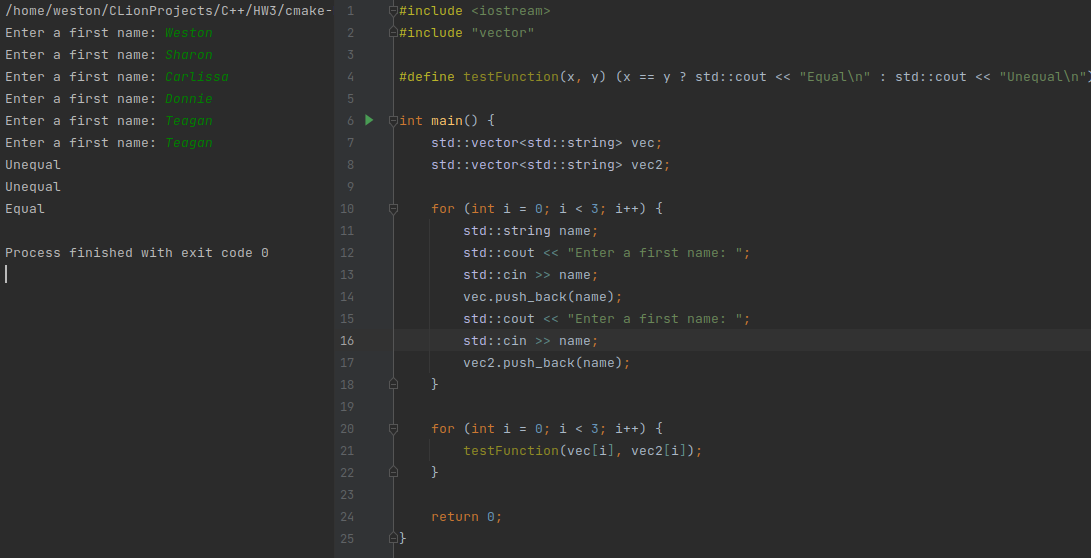 /home/weston/CLionProjects/C++/HW3/cmake-
Enter a first name: Weston
Enter a first name: Sharon
Enter a first name: Carlissa
Enter a first name: Donnie
Enter a first name: Teagan
Enter a first name: Teagan
Unequal
Unequal
Equal
Process finished with exit code 0
1 #include <iostream>
2 #include "vector"
3
4 #define testFunction(x, y) (x == y ? std::cout << "Equal\n" : std::cout << "Unequal\n")
5
6 int main() {
7 std::vector<std::string> vec;
8 std::vector<std::string> vec2;
9
10 for (int i = 0; i < 3; i++) {
11 std::string name;
12 std::cout << "Enter a first name: ";
13 std::cin >> name;
14 vec.push_back(name);
15 std::cout << "Enter a first name: ";
16 std::cin >> name;
17 vec2.push_back(name);
18 }
19
20 for (int i = 0; i < 3; i++) {
21 testFunction(vec[i], vec2[i]);
22 }
23
24 return 0;
25 }